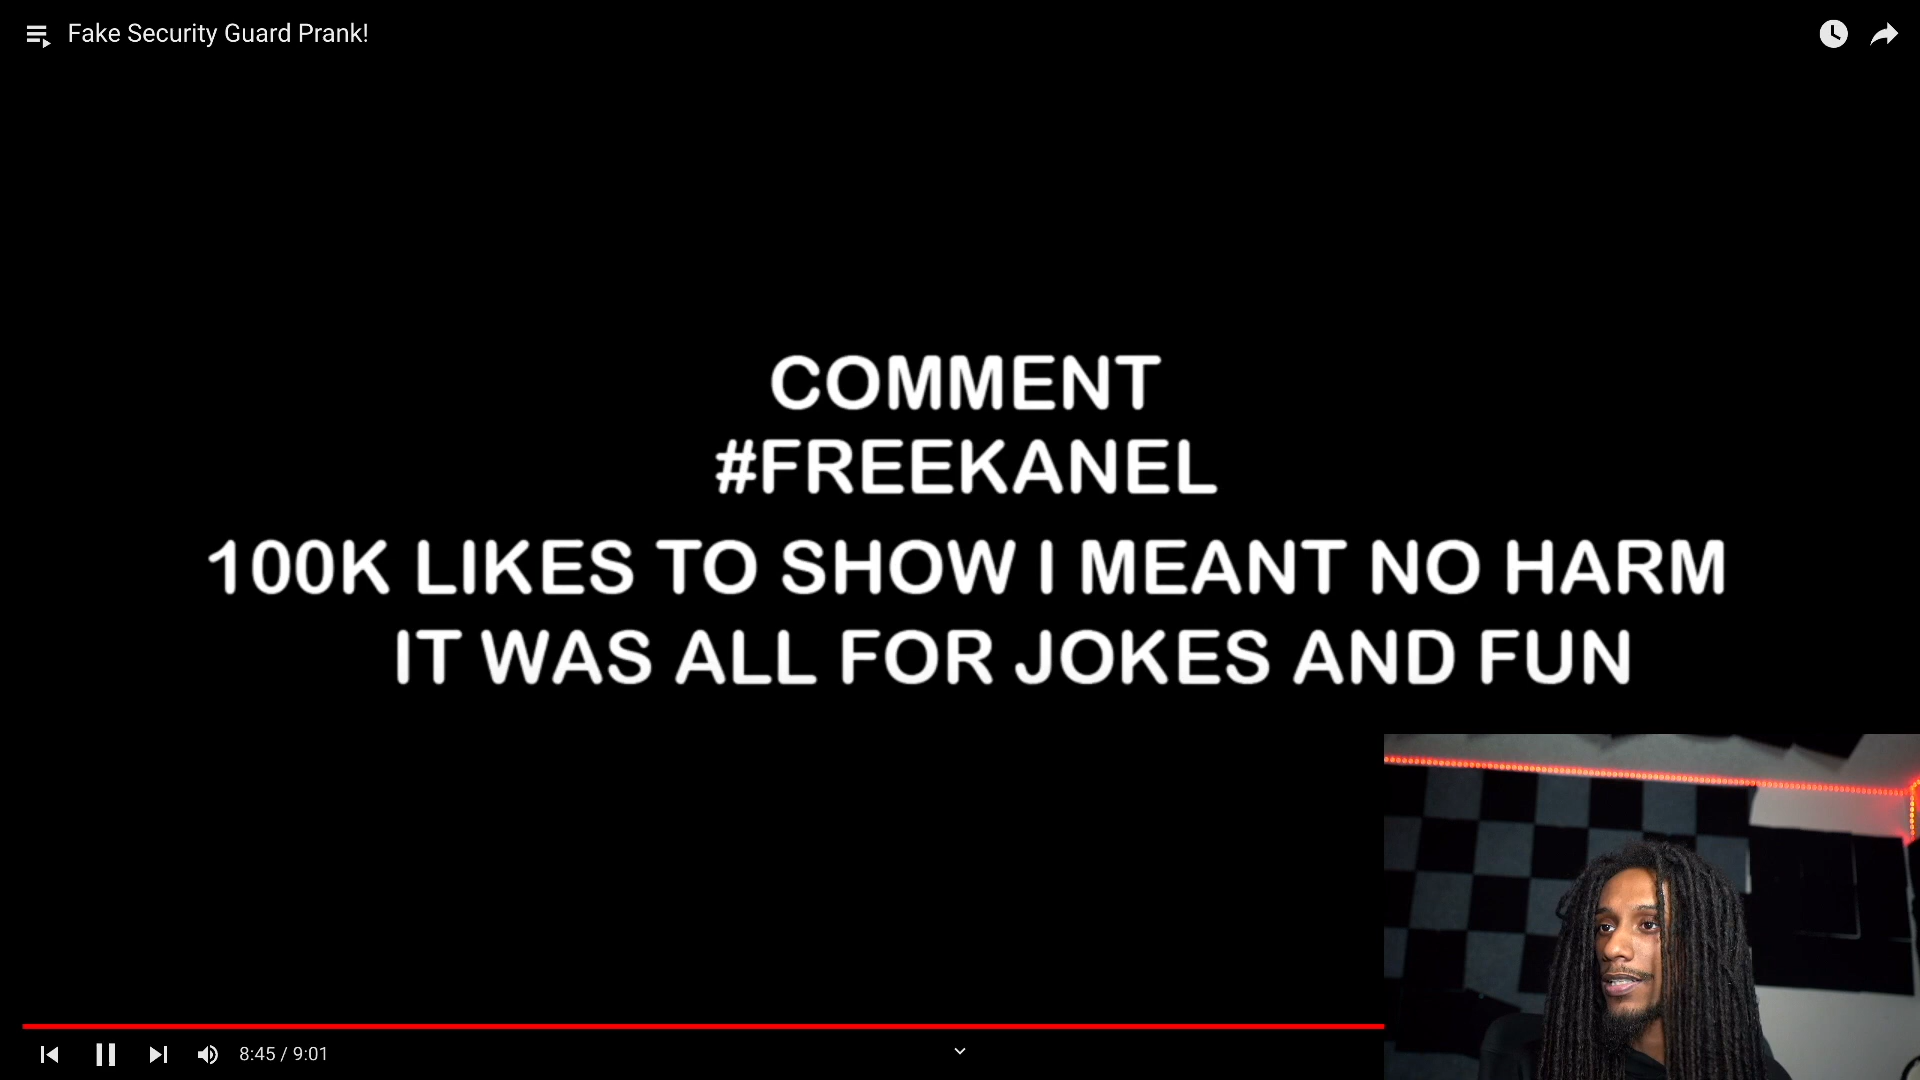 Fake Security Guard Prank!
COMMENT
#FREEKANEL
100K LIKES TO SHOW I MEANT NO HARM
IT WAS ALL FOR JOKES AND FUN
8:45 / 9:01